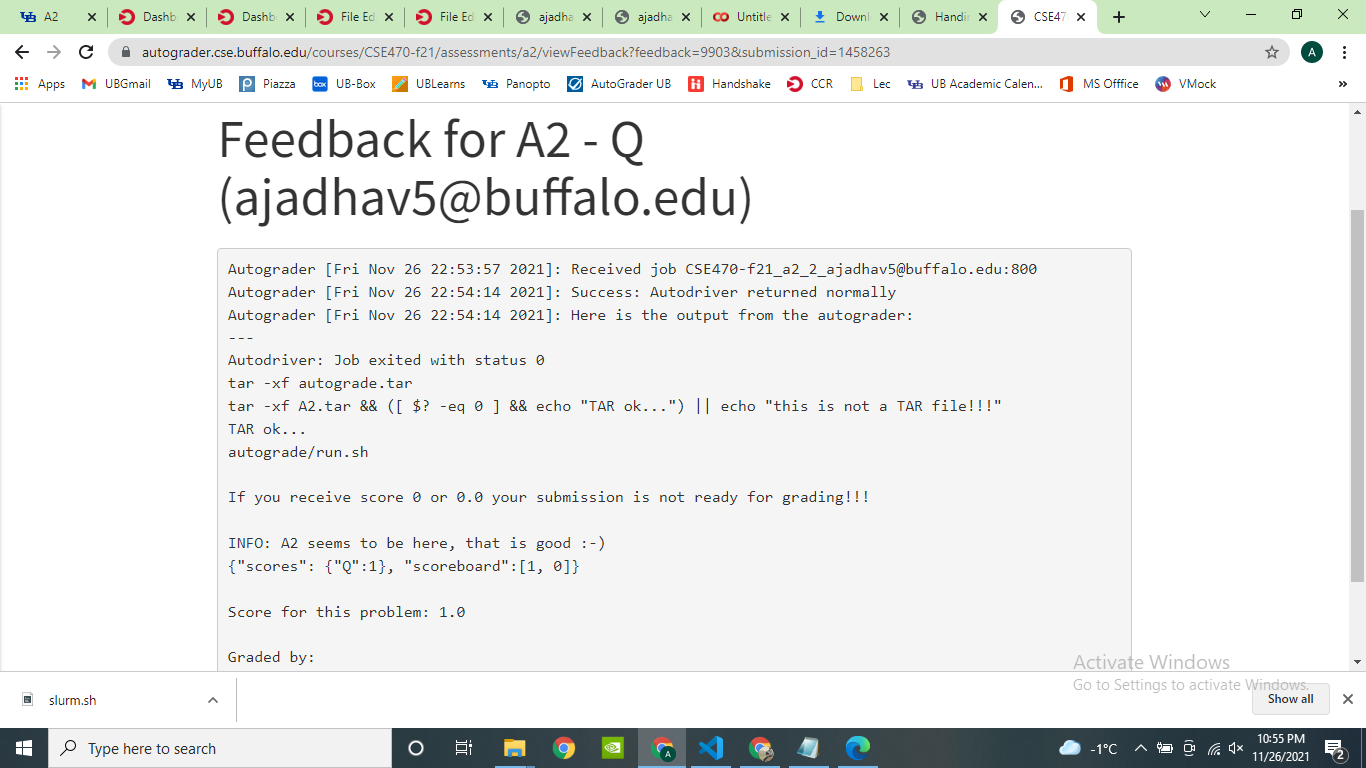 A2
Dashb
Dashb
File Ed
File Ed
ajadha
ajadha
Untitle
Downl
Handin
CSE47
autograder.cse.buffalo.edu/courses/CSE470-f21/assessments/a2/viewFeedback?feedback=9903&submission_id=1458263
A
Apps
UBGmail
MyUB
Piazza
UB-Box
UBLearns
Panopto
AutoGrader UB
Handshake
CCR
Lec
UB Academic Calen...
MS Offfice
VMock
»
Feedback for A2 - Q
(ajadhav5@buffalo.edu)
Autograder [Fri Nov 26 22:53:57 2021]: Received job CSE470-f21_a2_2_ajadhav5@buffalo.edu:800
Autograder [Fri Nov 26 22:54:14 2021]: Success: Autodriver returned normally
Autograder [Fri Nov 26 22:54:14 2021]: Here is the output from the autograder:
---
Autodriver: Job exited with status 0
tar -xf autograde.tar
tar -xf A2.tar && ([ $? -eq 0 ] && echo "TAR ok...") || echo "this is not a TAR file!!!"
TAR ok...
autograde/run.sh
If you receive score 0 or 0.0 your submission is not ready for grading!!!
INFO: A2 seems to be here, that is good :-)
{"scores": {"Q":1}, "scoreboard":[1, 0]}
Score for this problem: 1.0
Graded by:
Activate Windows
Go to Settings to activate Windows.
slurm.sh
Show all
Type here to search
-1°C
10:55 PM
11/26/2021
2